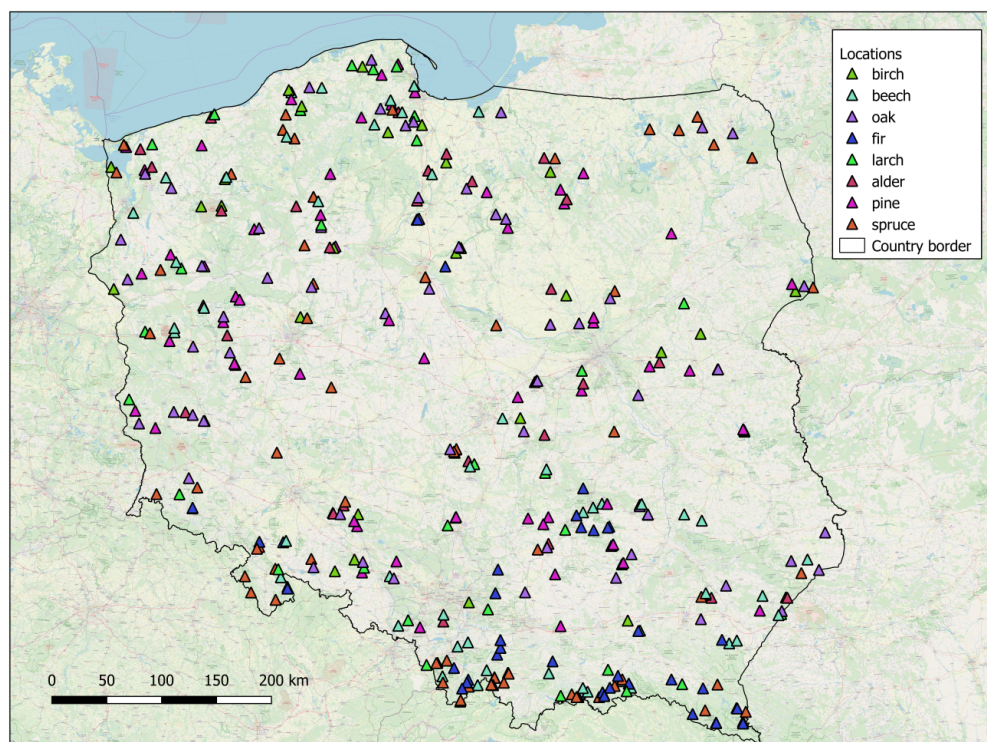 Locations
birch
beech
oak
fir
larch
alder
pine
spruce
Country border
0 50 100 150 200 km